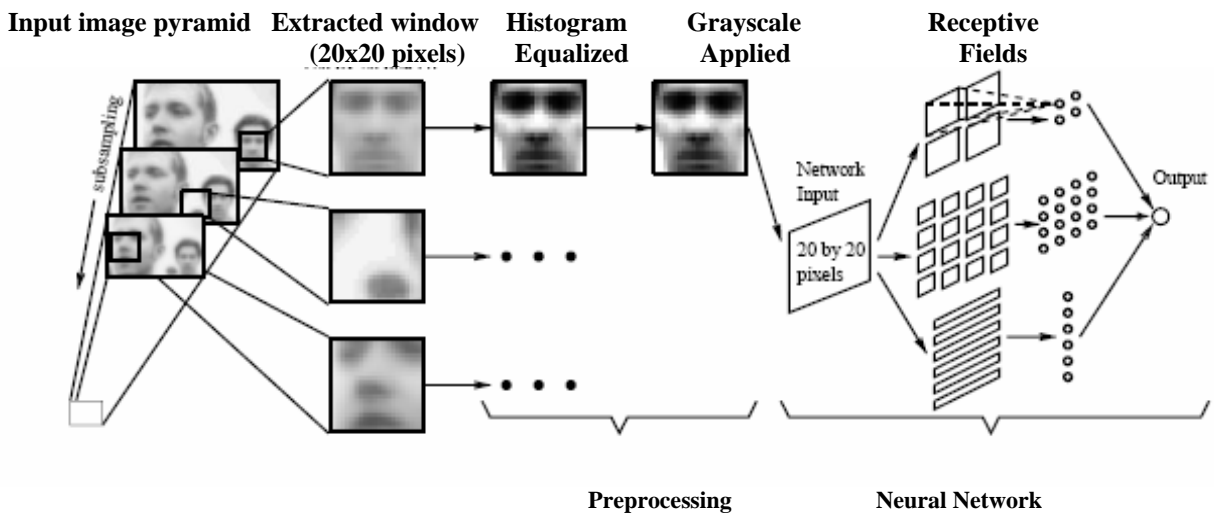 Input image pyramid
Extracted window
(20x20 pixels)
Histogram
Equalized
Grayscale
Applied
Receptive
Fields
subsampling
Network
Input
20 by 20
pixels
Output
Preprocessing
Neural Network